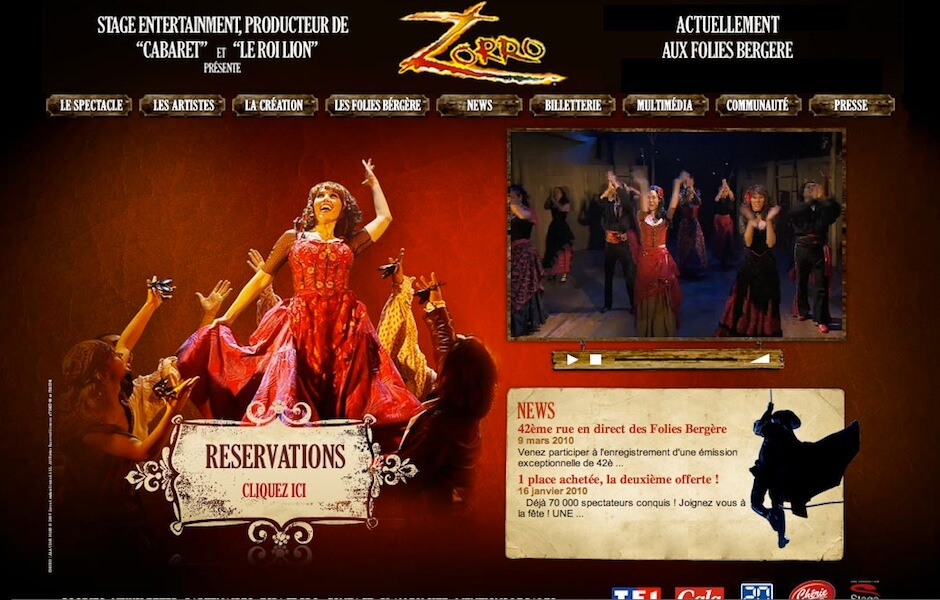 STAGE ENTERTAINMENT, PRODUCTEUR DE
“CABARET” ET “LE ROI LION”
PRÉSENTE
ZORRO
ACTUELLEMENT
AUX FOLIES BERGERE
LE SPECTACLE
LES ARTISTES
LA CRÉATION
LES FOLIES BÉRGÈRE
NEWS
BILLETTERIE
MULTIMÉDIA
COMMUNAUTÉ
PRESSE
RESERVATIONS
CLIQUEZ ICI
NEWS
42ème rue en direct des Folies Bergère
9 mars 2010
Venez participer à l'enregistrement d'une émission
exceptionnelle de 42è ...
1 place achetée, la deuxième offerte !
16 janvier 2010
Déjà 70 000 spectateurs conquis ! Joignez vous à
la fête ! UNE ...
TF1
Gala
20
Chérie
Stage